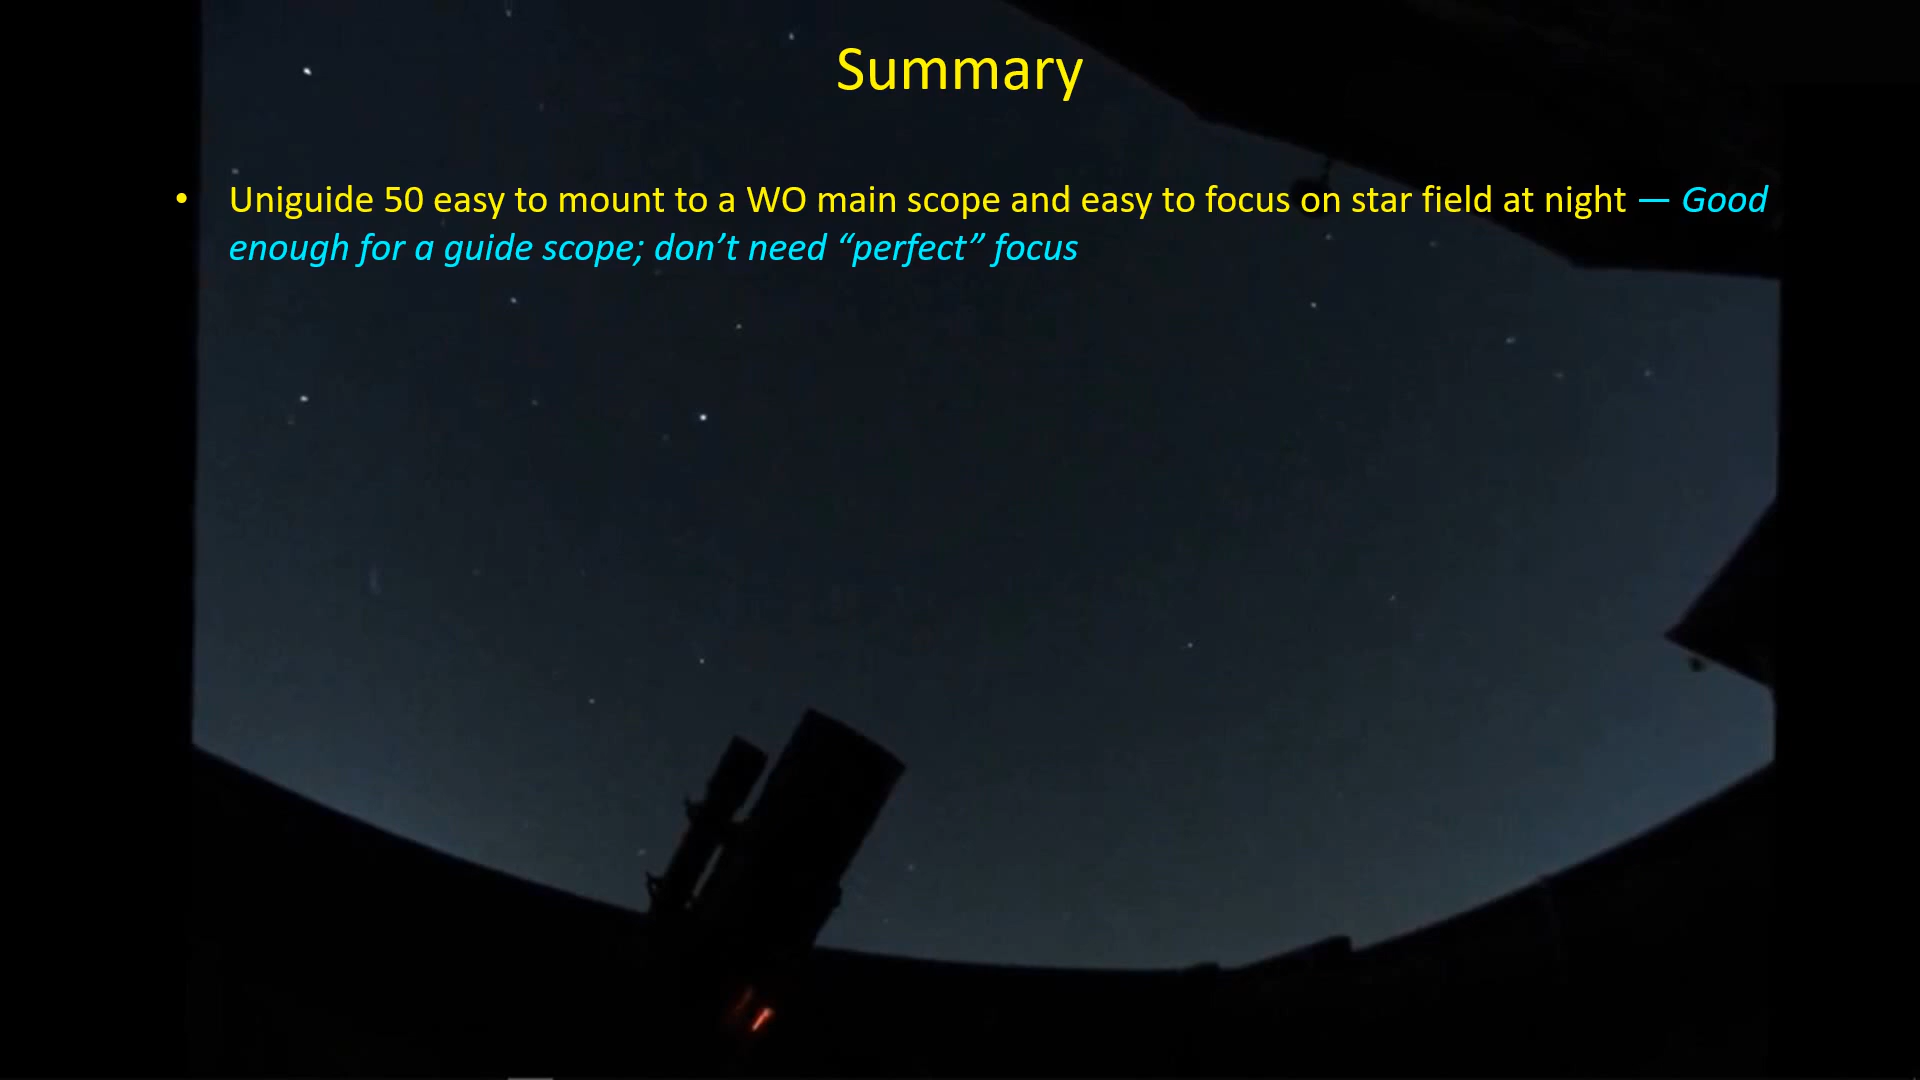 Summary
• Uniguide 50 easy to mount to a WO main scope and easy to focus on star field at night — Good
enough for a guide scope; don’t need “perfect” focus